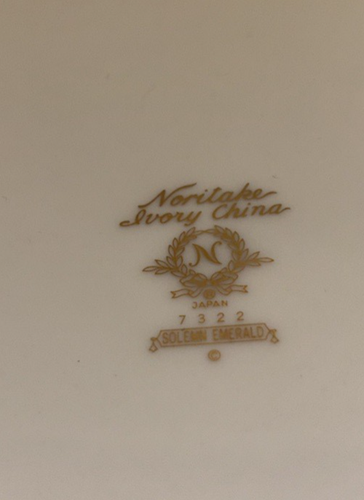 Noritake
Ivory China
N
JAPAN
7322
SOLEMN EMERALD
©